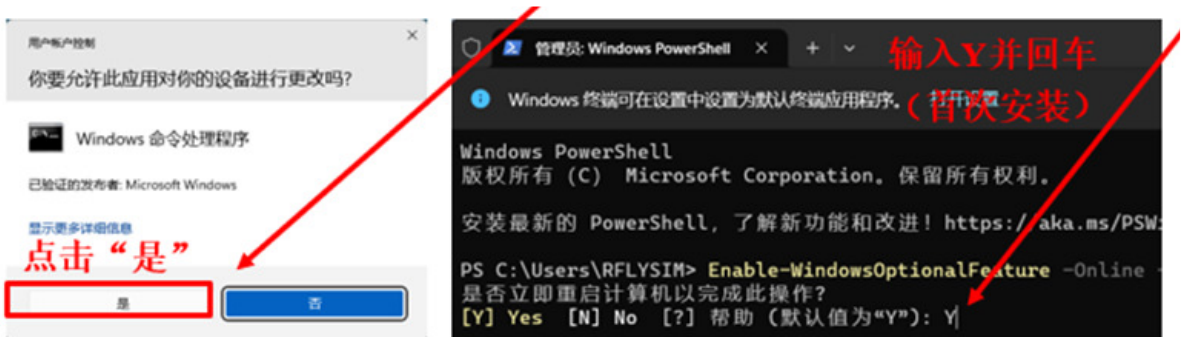 用户帐户控制
×
你要允许此应用对你的设备进行更改吗?
Windows 命令处理程序
已验证的发布者: Microsoft Windows
显示更多详细信息
点击“是”
是
否
管理员: Windows PowerShell
×
+
输入Y并回车
Windows 终端可在设置中设置为默认终端应用程序。 打开设置
（首次安装）
Windows PowerShell
版权所有 (C) Microsoft Corporation。保留所有权利。
安装最新的 PowerShell，了解新功能和改进！https://aka.ms/PSWi
PS C:\Users\RFLYSIM> Enable-WindowsOptionalFeature -Online -
是否立即重启计算机以完成此操作?
[Y] Yes [N] No [?] 帮助 (默认值为“Y”): Y